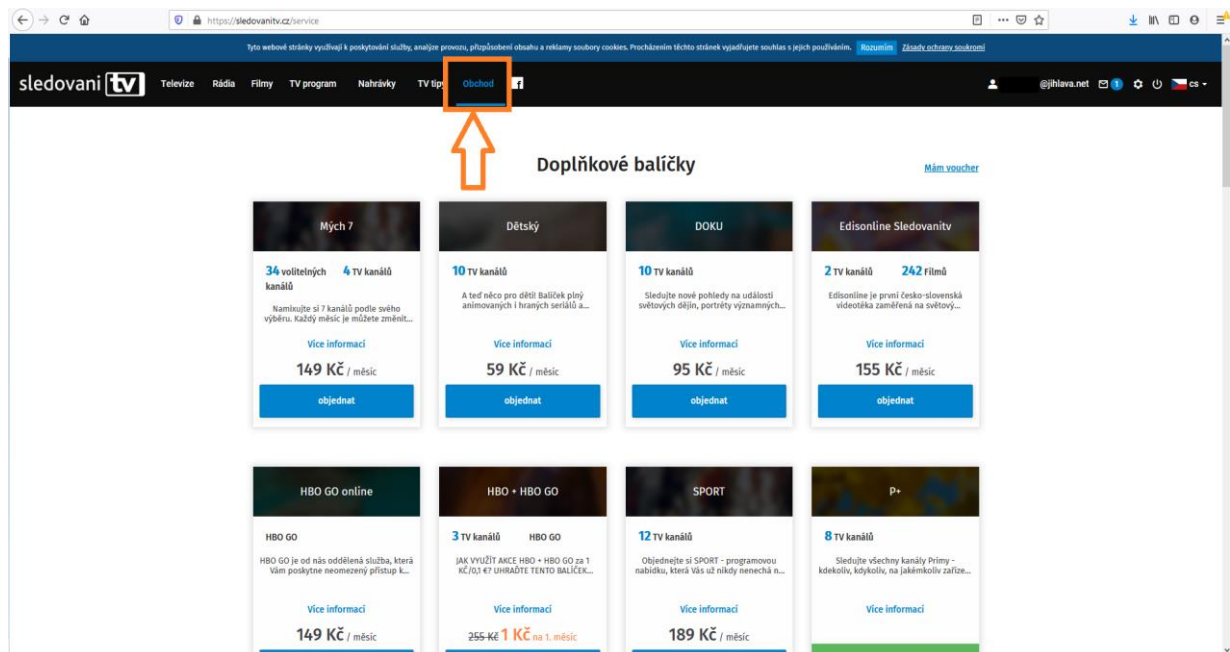 https://sledovanitv.cz/service
Tyto webové stránky využívají k poskytování služby, analýze provozu, přizpůsobení obsahu a reklamy soubory cookies. Procházením těchto stránek vyjadřujete souhlas s jejich používáním. Rozumím Zásady ochrany soukromí
sledovani tv Televize Rádia Filmy TV program Nahrávky TV tipy Obchod f @jihlava.net 1 cs
Doplňkové balíčky
Mám voucher
Mých 7
34 volitelných kanálů
4 TV kanálů
Namixujte si 7 kanálů podle svého
výběru. Každý měsíc je můžete změnit...
Více informací
149 Kč / měsíc
objednat
Dětský
10 TV kanálů
A teď něco pro děti! Balíček plný
animovaných i hraných seriálů a...
Více informací
59 Kč / měsíc
objednat
DOKU
10 TV kanálů
Sledujte nové pohledy na události
světových dějin, portréty významných...
Více informací
95 Kč / měsíc
objednat
Edisonline Sledovanitv
2 TV kanálů 242 Filmů
Edisonline je první česko-slovenská
videotéka zaměřená na světový...
Více informací
155 Kč / měsíc
objednat
HBO GO online
HBO GO
HBO GO je od nás oddělená služba, která
Vám poskytne neomezený přístup k...
Více informací
149 Kč / měsíc
HBO + HBO GO
3 TV kanálů HBO GO
JAK VYUŽÍT AKCE HBO + HBO GO za 1
KČ/0,1 €? UHRAĎTE TENTO BALÍČEK...
Více informací
255 Kč 1 Kč na 1. měsíc
SPORT
12 TV kanálů
Objednejte si SPORT - programovou
nabídku, která Vás už nikdy nenechá n...
Více informací
189 Kč / měsíc
P+
8 TV kanálů
Sledujte všechny kanály Primy -
kdekoliv, kdykoliv, na jakémkoliv zaříze...
Více informací